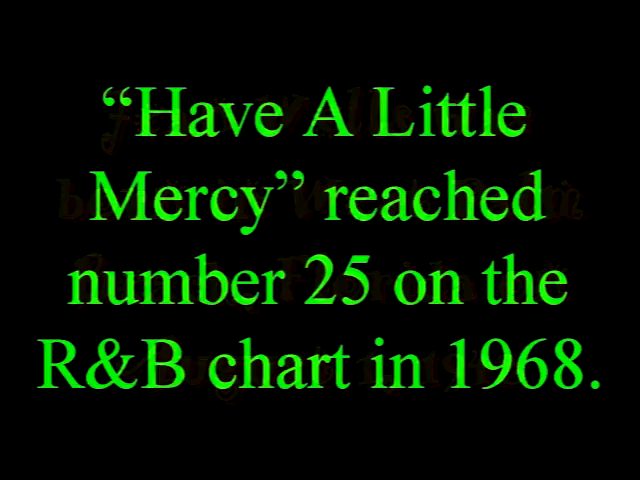 “Have A Little
Mercy” reached
number 25 on the
R&B chart in 1968.